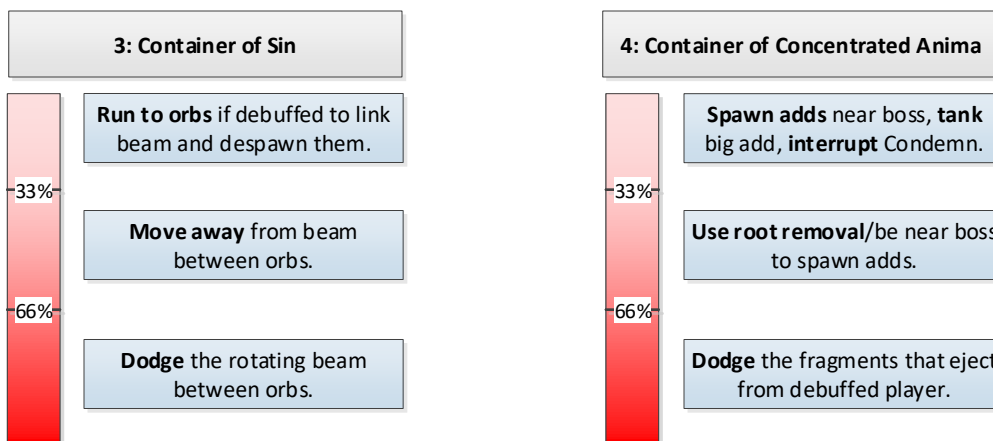 3: Container of Sin
Run to orbs if debuffed to link
beam and despawn them.
33%
Move away from beam
between orbs.
66%
Dodge the rotating beam
between orbs.
4: Container of Concentrated Anima
Spawn adds near boss, tank
big add, interrupt Condemn.
33%
Use root removal/be near boss
to spawn adds.
66%
Dodge the fragments that eject
from debuffed player.